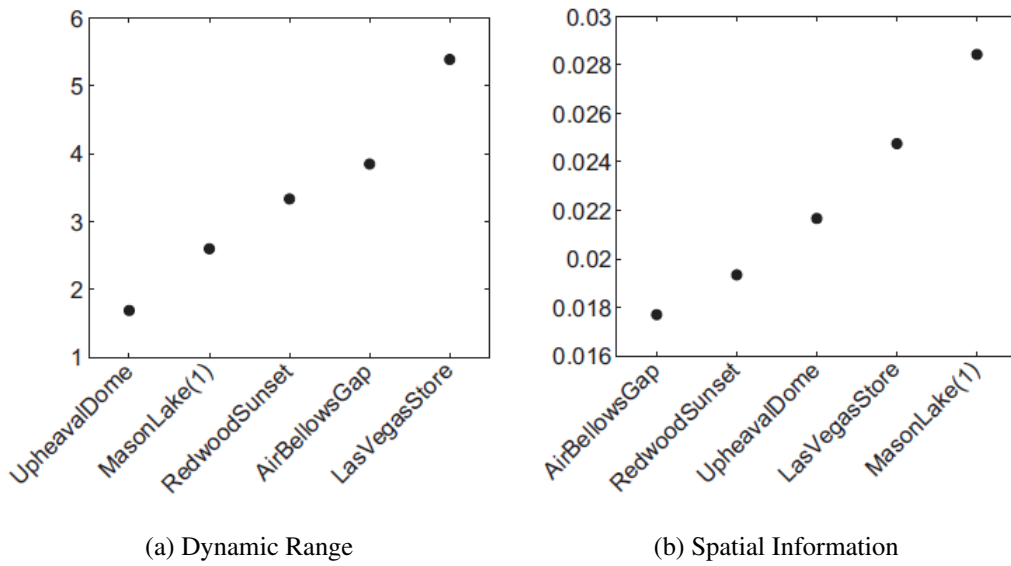 6
5
4
3
2
1
UpheavalDome
MasonLake(1)
RedwoodSunset
AirBellowsGap
LasVegasStore
(a) Dynamic Range
0.03
0.028
0.026
0.024
0.022
0.02
0.018
0.016
AirBellowsGap
RedwoodSunset
UpheavalDome
LasVegasStore
MasonLake(1)
(b) Spatial Information